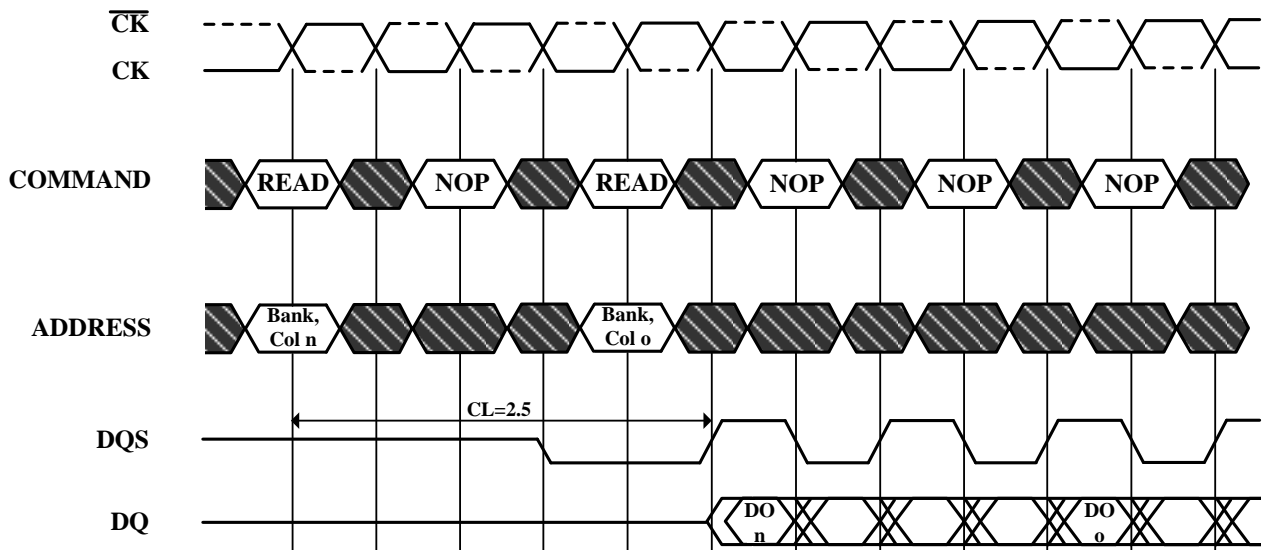 CK
CK
COMMAND
READ
NOP
READ
NOP
NOP
NOP
ADDRESS
Bank,
Col n
Bank,
Col o
CL=2.5
DQS
DQ
DO
n
DO
o